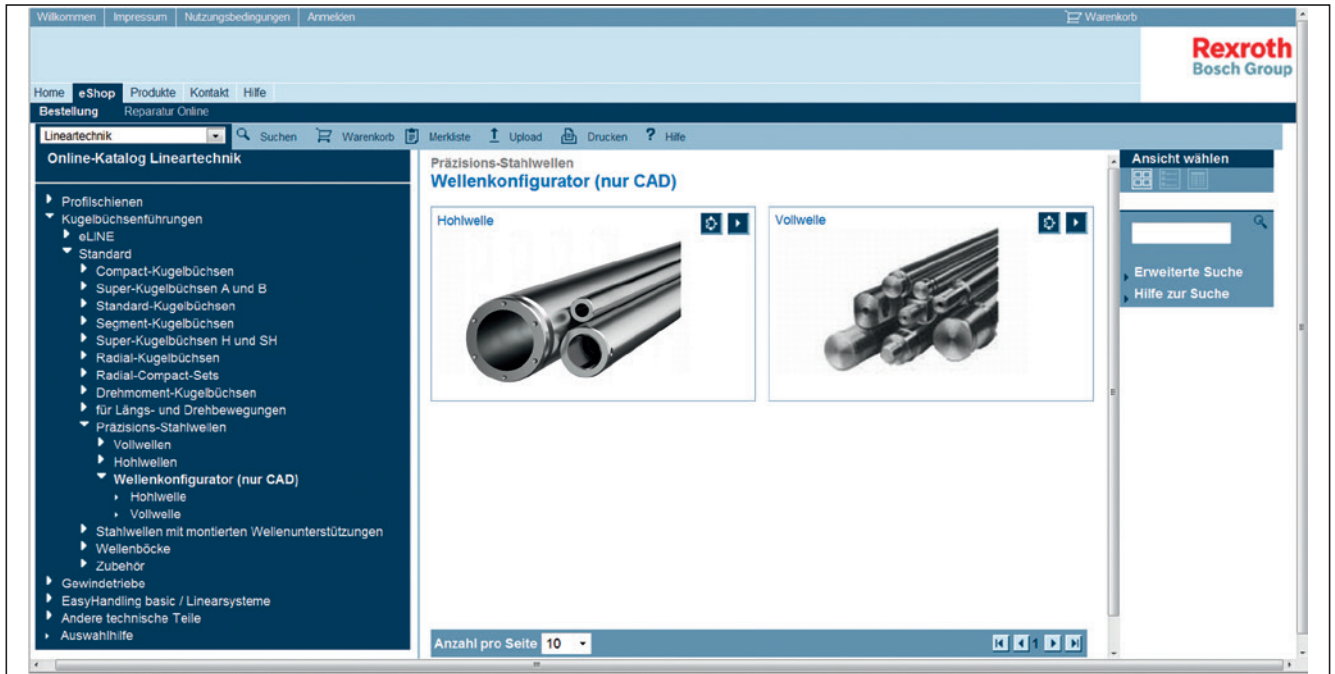 Willkommen Impressum Nutzungsbedingungen Anmelden Warenkorb
Rexroth
Bosch Group
Home eShop Produkte Kontakt Hilfe
Bestellung Reparatur Online
Lineartechnik Suchen Warenkorb Merkliste Upload Drucken ? Hilfe
Online-Katalog Lineartechnik
Profilschienen
Kugelbüchsenführungen
eLINE
Standard
Compact-Kugelbüchsen
Super-Kugelbüchsen A und B
Standard-Kugelbüchsen
Segment-Kugelbüchsen
Super-Kugelbüchsen H und SH
Radial-Kugelbüchsen
Radial-Compact-Sets
Drehmoment-Kugelbüchsen
für Längs- und Drehbewegungen
Präzisions-Stahlwellen
Vollwellen
Hohlwellen
Wellenkonfigurator (nur CAD)
Hohlwelle
Vollwelle
Stahlwellen mit montierten Wellenunterstützungen
Wellenböcke
Zubehör
Gewindetriebe
EasyHandling basic / Linearsysteme
Andere technische Teile
Auswahlhilfe
Präzisions-Stahlwellen
Wellenkonfigurator (nur CAD)
Hohlwelle
Vollwelle
Anzahl pro Seite 10 1
Ansicht wählen
Erweiterte Suche
Hilfe zur Suche